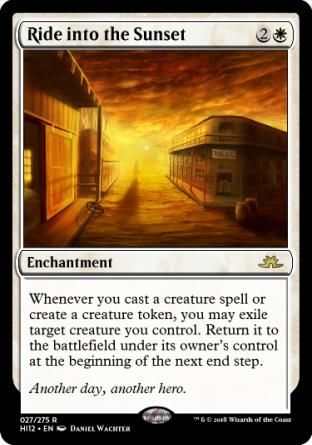 Ride into the Sunset 2
Enchantment
Whenever you cast a creature spell or
create a creature token, you may exile
target creature you control. Return it to
the battlefield under its owner's control
at the beginning of the next end step.
Another day, another hero.
027/275 R
HI12 • EN DANIEL WACHTER
™ & © 2018 Wizards of the Coast